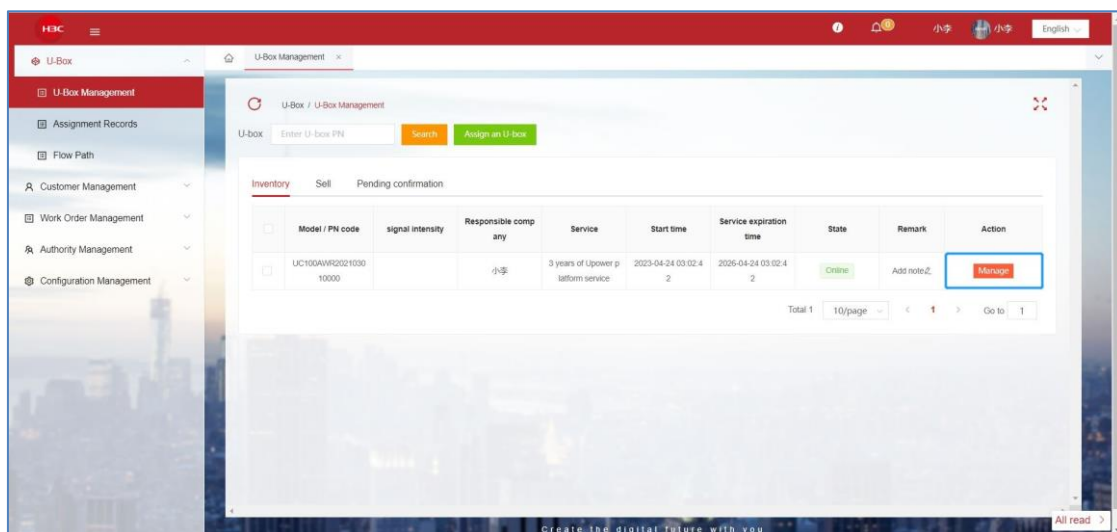 H3C
0
小李
小李
English
U-Box
U-Box Management ×
U-Box Management
Assignment Records
Flow Path
Customer Management
Work Order Management
Authority Management
Configuration Management
U-Box / U-Box Management
U-box Enter U-box PN Search Assign an U-box
Inventory Sell Pending confirmation
Model / PN code signal intensity Responsible comp
any Service Start time Service expiration
time State Remark Action
UC100AWR2021030
10000
小李
3 years of Upower p
latform service
2023-04-24 03:02:4
2
2026-04-24 03:02:4
2
Online
Add note
Manage
Total 1 10/page < 1 > Go to 1
Create the digital future with you
All read >